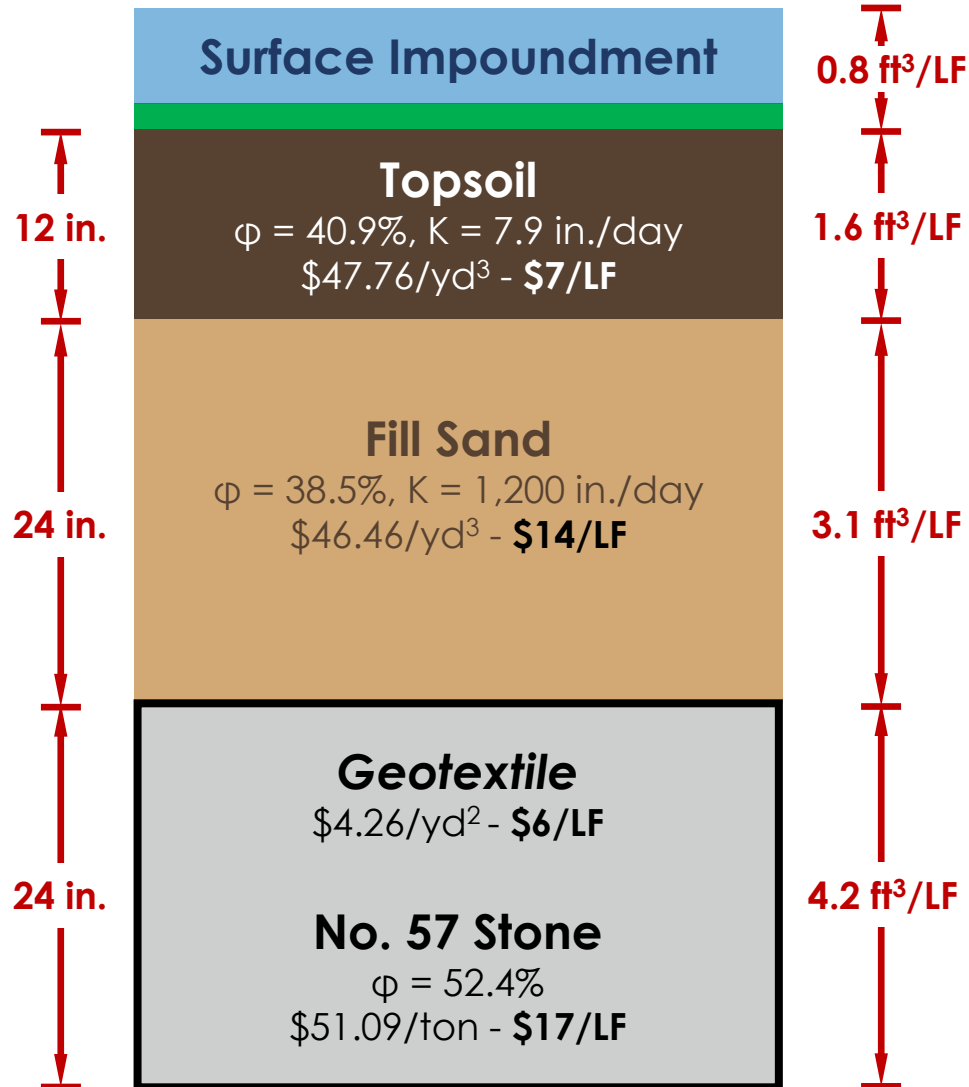 Surface Impoundment
0.8 ft³/LF
Topsoil
φ = 40.9%, K = 7.9 in./day
$47.76/yd³ - $7/LF
12 in.
1.6 ft³/LF
Fill Sand
φ = 38.5%, K = 1,200 in./day
$46.46/yd³ - $14/LF
24 in.
3.1 ft³/LF
Geotextile
$4.26/yd² - $6/LF
24 in.
4.2 ft³/LF
No. 57 Stone
φ = 52.4%
$51.09/ton - $17/LF